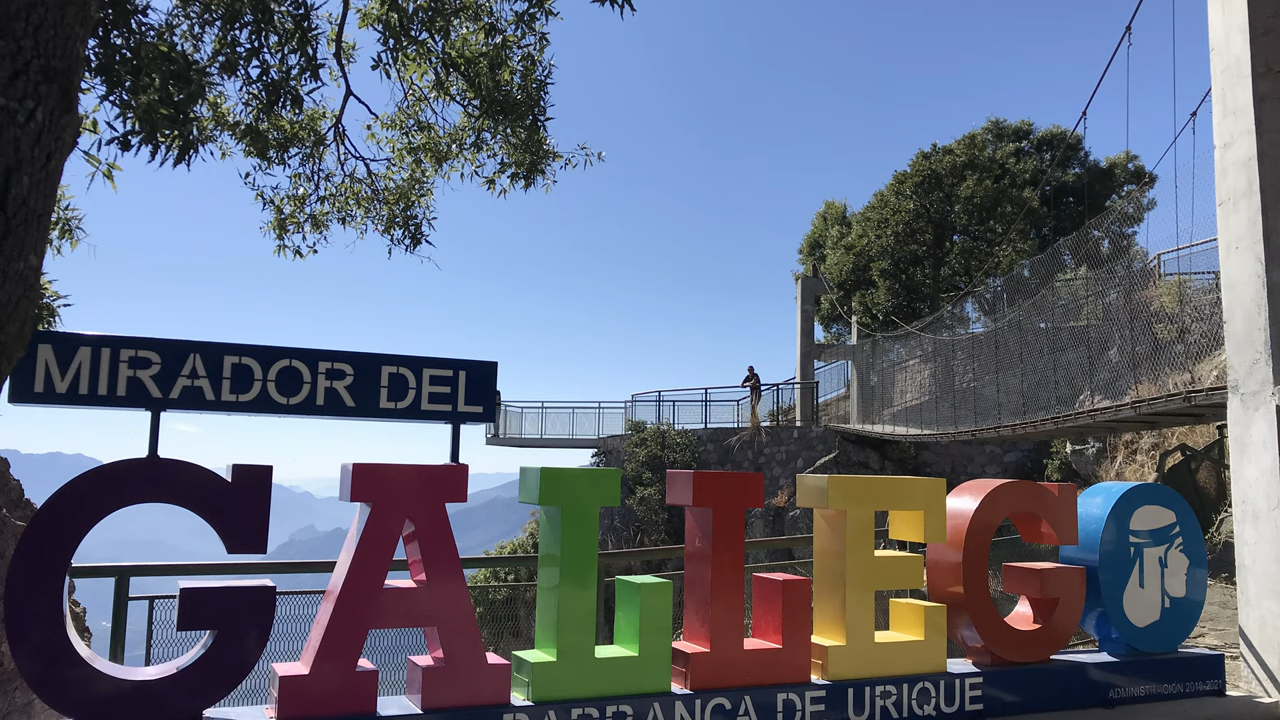 MIRADOR DEL
GALLEGO
BARRANCA DE URIQUE
ADMINISTRACIÓN 2018-2021